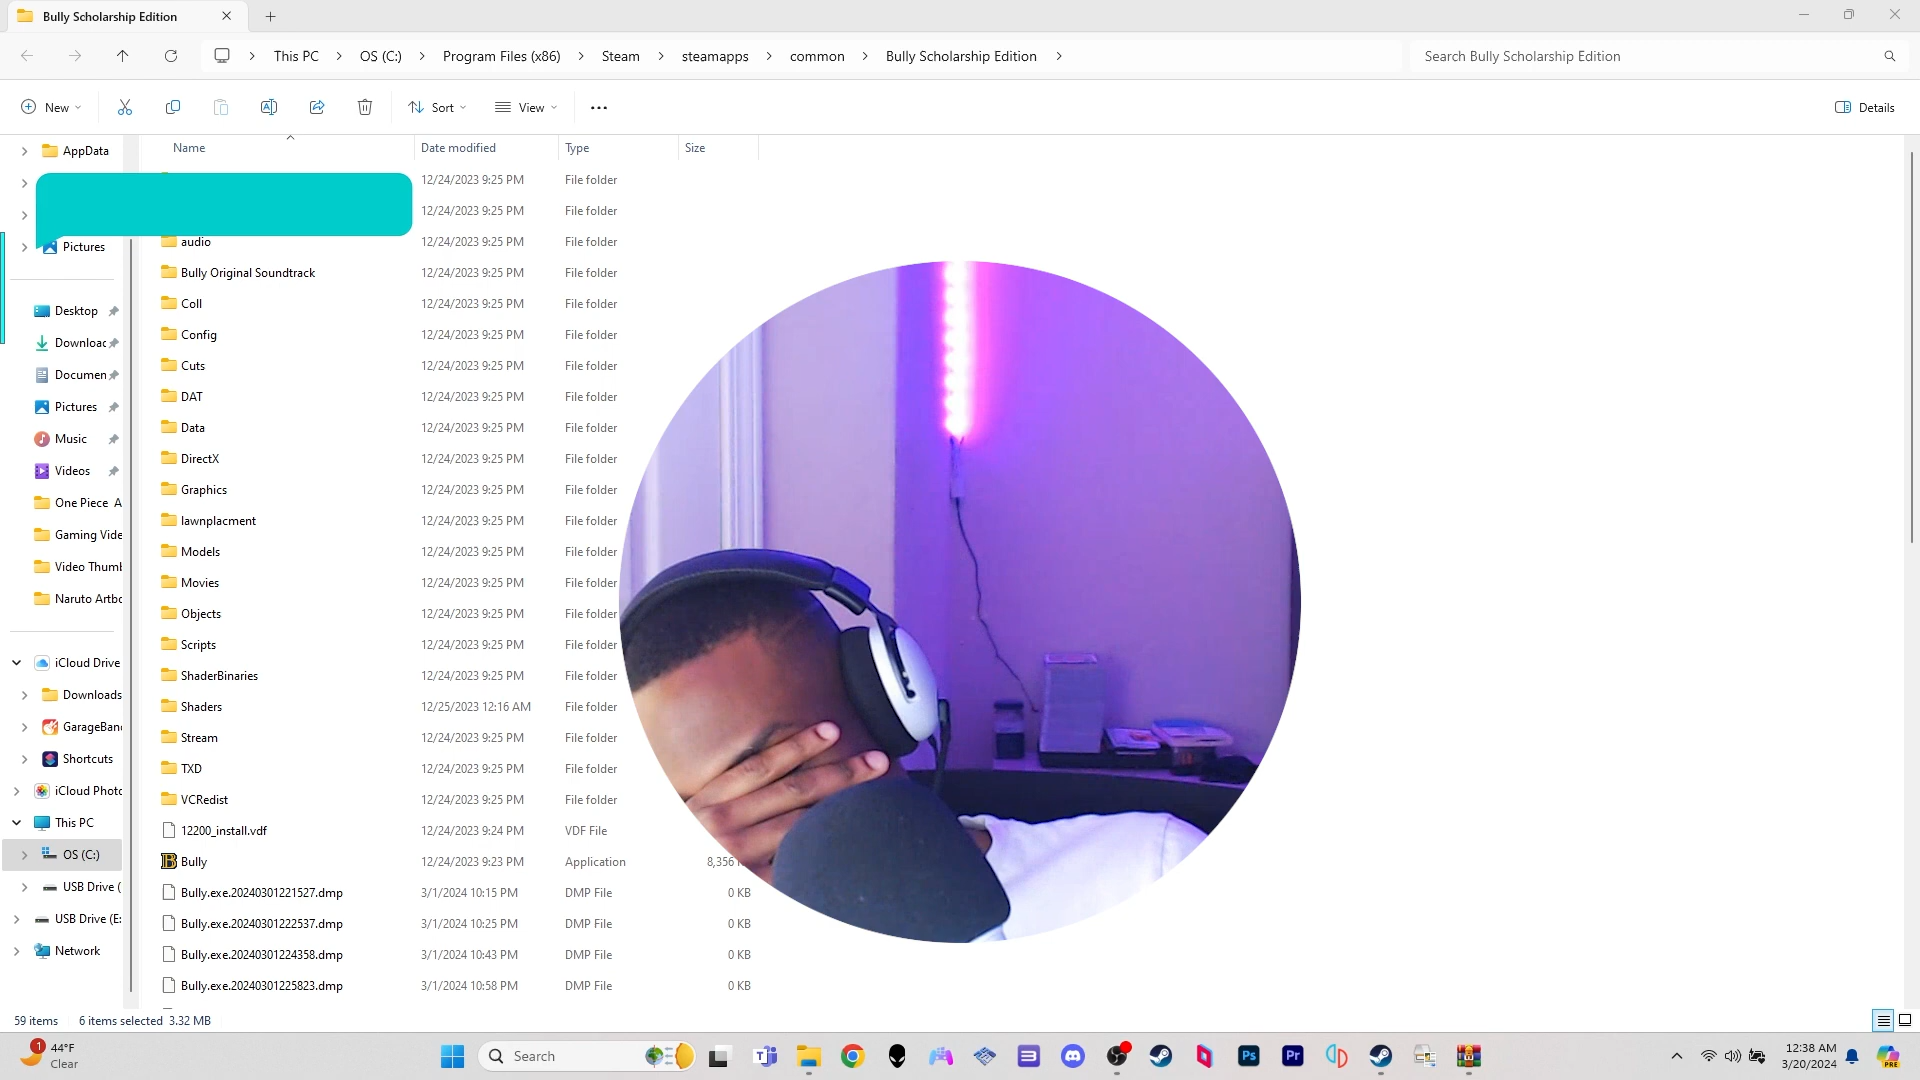 Bully Scholarship Edition
This PC > OS (C:) > Program Files (x86) > Steam > steamapps > common > Bully Scholarship Edition >
Search Bully Scholarship Edition
New
Sort
View
Details
Name Date modified Type Size
AppData
Pictures
Desktop
Downloac
Documen
Pictures
Music
Videos
One Piece A
Gaming Vide
Video Thumb
Naruto Artbo
iCloud Drive
Downloads
GarageBan
Shortcuts
iCloud Photo
This PC
OS (C:)
USB Drive (
USB Drive (E:
Network
12/24/2023 9:25 PM File folder
12/24/2023 9:25 PM File folder
audio 12/24/2023 9:25 PM File folder
Bully Original Soundtrack 12/24/2023 9:25 PM File folder
Coll 12/24/2023 9:25 PM File folder
Config 12/24/2023 9:25 PM File folder
Cuts 12/24/2023 9:25 PM File folder
DAT 12/24/2023 9:25 PM File folder
Data 12/24/2023 9:25 PM File folder
DirectX 12/24/2023 9:25 PM File folder
Graphics 12/24/2023 9:25 PM File folder
lawnplacment 12/24/2023 9:25 PM File folder
Models 12/24/2023 9:25 PM File folder
Movies 12/24/2023 9:25 PM File folder
Objects 12/24/2023 9:25 PM File folder
Scripts 12/24/2023 9:25 PM File folder
ShaderBinaries 12/24/2023 9:25 PM File folder
Shaders 12/25/2023 12:16 AM File folder
Stream 12/24/2023 9:25 PM File folder
TXD 12/24/2023 9:25 PM File folder
VCRedist 12/24/2023 9:25 PM File folder
12200_install.vdf 12/24/2023 9:24 PM VDF File
Bully 12/24/2023 9:23 PM Application 8,356
Bully.exe.20240301221527.dmp 3/1/2024 10:15 PM DMP File 0 KB
Bully.exe.20240301222537.dmp 3/1/2024 10:25 PM DMP File 0 KB
Bully.exe.20240301224358.dmp 3/1/2024 10:43 PM DMP File 0 KB
Bully.exe.20240301225823.dmp 3/1/2024 10:58 PM DMP File 0 KB
59 items 6 items selected 3.32 MB
1
44°F
Clear
Search
Ps
Pr
12:38 AM
3/20/2024
PRE